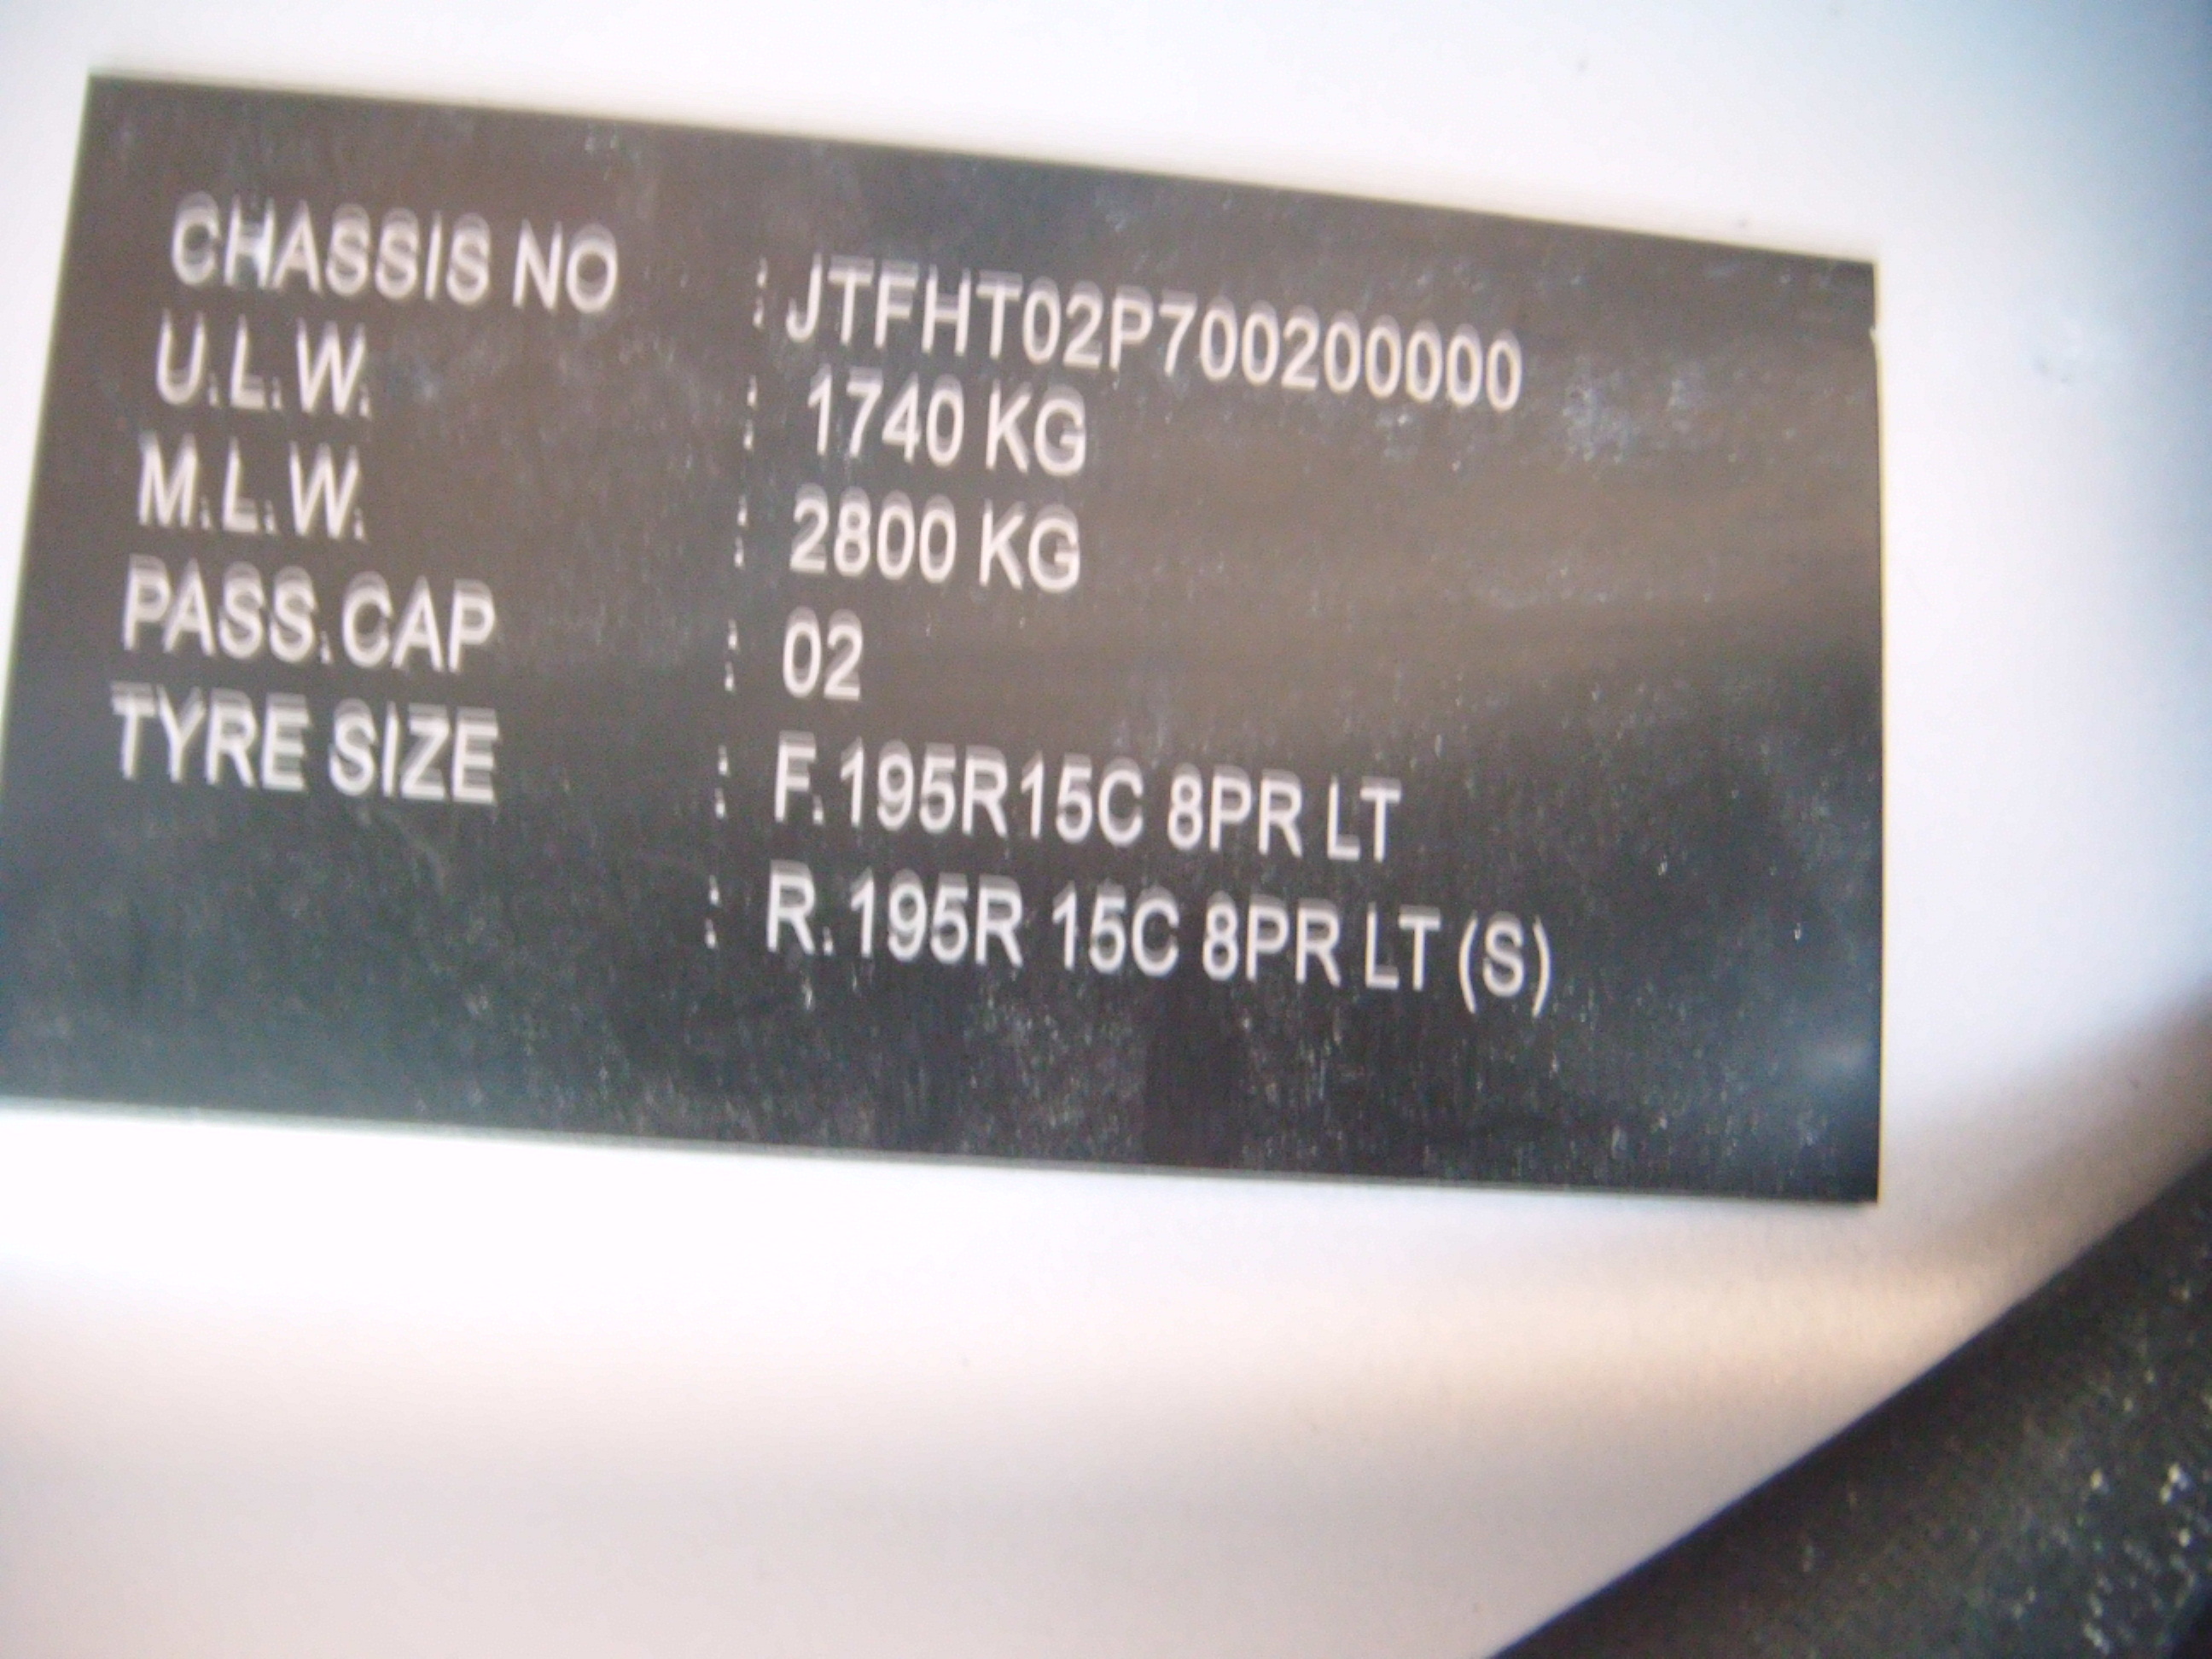 CHASSIS NO : JTFHT02P700200000
U.L.W. : 1740 KG
M.L.W. : 2800 KG
PASS.CAP : 02
TYRE SIZE : F.195R15C 8PR LT
: R.195R 15C 8PR LT (S)